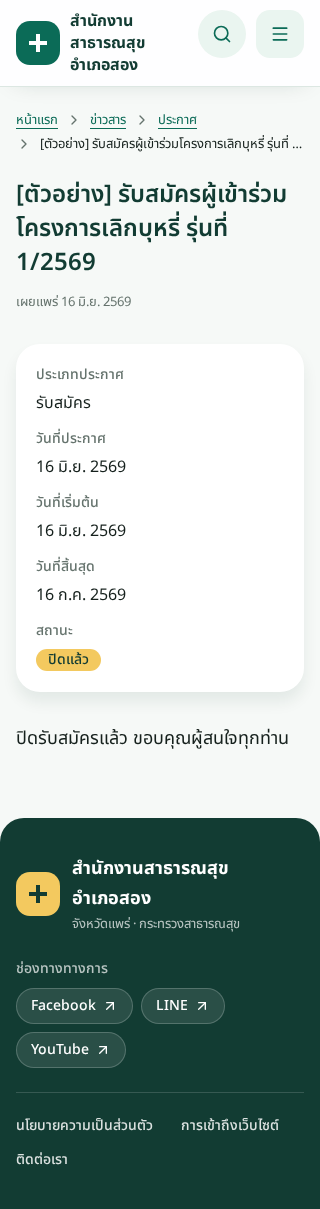 สำนักงาน
สาธารณสุข
อำเภอสอง
หน้าแรก
ข่าวสาร
ประกาศ
[ตัวอย่าง] รับสมัครผู้เข้าร่วมโครงการเลิกบุหรี่ รุ่นที่ ...
[ตัวอย่าง] รับสมัครผู้เข้าร่วม
โครงการเลิกบุหรี่ รุ่นที่
1/2569
เผยแพร่ 16 มิ.ย. 2569
ประเภทประกาศ
รับสมัคร
วันที่ประกาศ
16 มิ.ย. 2569
วันที่เริ่มต้น
16 มิ.ย. 2569
วันที่สิ้นสุด
16 ก.ค. 2569
สถานะ
ปิดแล้ว
ปิดรับสมัครแล้ว ขอบคุณผู้สนใจทุกท่าน
สำนักงานสาธารณสุข
อำเภอสอง
จังหวัดแพร่ · กระทรวงสาธารณสุข
ช่องทางทางการ
Facebook
LINE
YouTube
นโยบายความเป็นส่วนตัว
การเข้าถึงเว็บไซต์
ติดต่อเรา